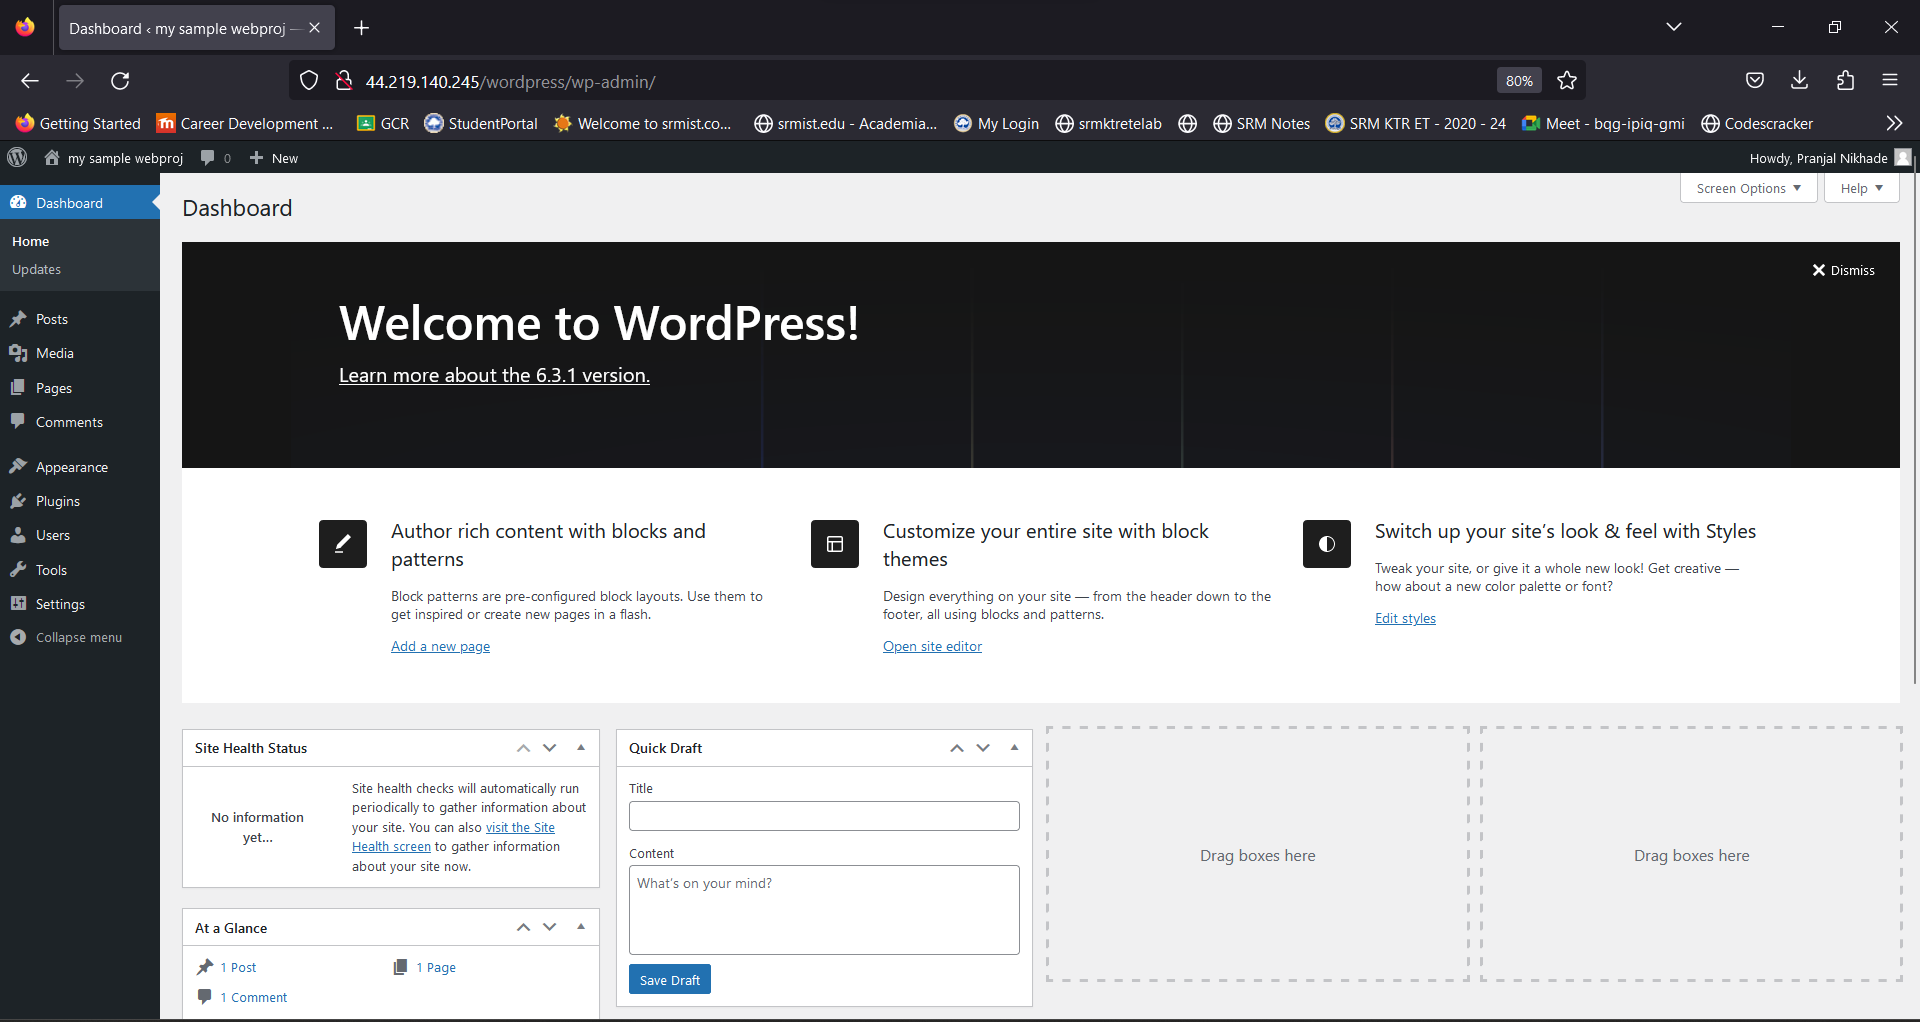 Dashboard ‹ my sample webproj —
44.219.140.245/wordpress/wp-admin/
80%
Getting Started
Career Development ...
GCR
StudentPortal
Welcome to srmist.co...
srmist.edu - Academia...
My Login
srmktretelab
SRM Notes
SRM KTR ET - 2020 - 24
Meet - bqg-ipiq-gmi
Codescracker
my sample webproj
0
New
Howdy, Pranjal Nikhade
Dashboard
Home
Updates
Posts
Media
Pages
Comments
Appearance
Plugins
Users
Tools
Settings
Collapse menu
Dashboard
Screen Options
Help
Dismiss
Welcome to WordPress!
Learn more about the 6.3.1 version.
Author rich content with blocks and
patterns
Block patterns are pre-configured block layouts. Use them to
get inspired or create new pages in a flash.
Add a new page
Customize your entire site with block
themes
Design everything on your site — from the header down to the
footer, all using blocks and patterns.
Open site editor
Switch up your site’s look & feel with Styles
Tweak your site, or give it a whole new look! Get creative —
how about a new color palette or font?
Edit styles
Site Health Status
No information
yet...
Site health checks will automatically run
periodically to gather information about
your site. You can also visit the Site
Health screen to gather information
about your site now.
At a Glance
1 Post
1 Page
1 Comment
Quick Draft
Title
Content
What's on your mind?
Save Draft
Drag boxes here
Drag boxes here